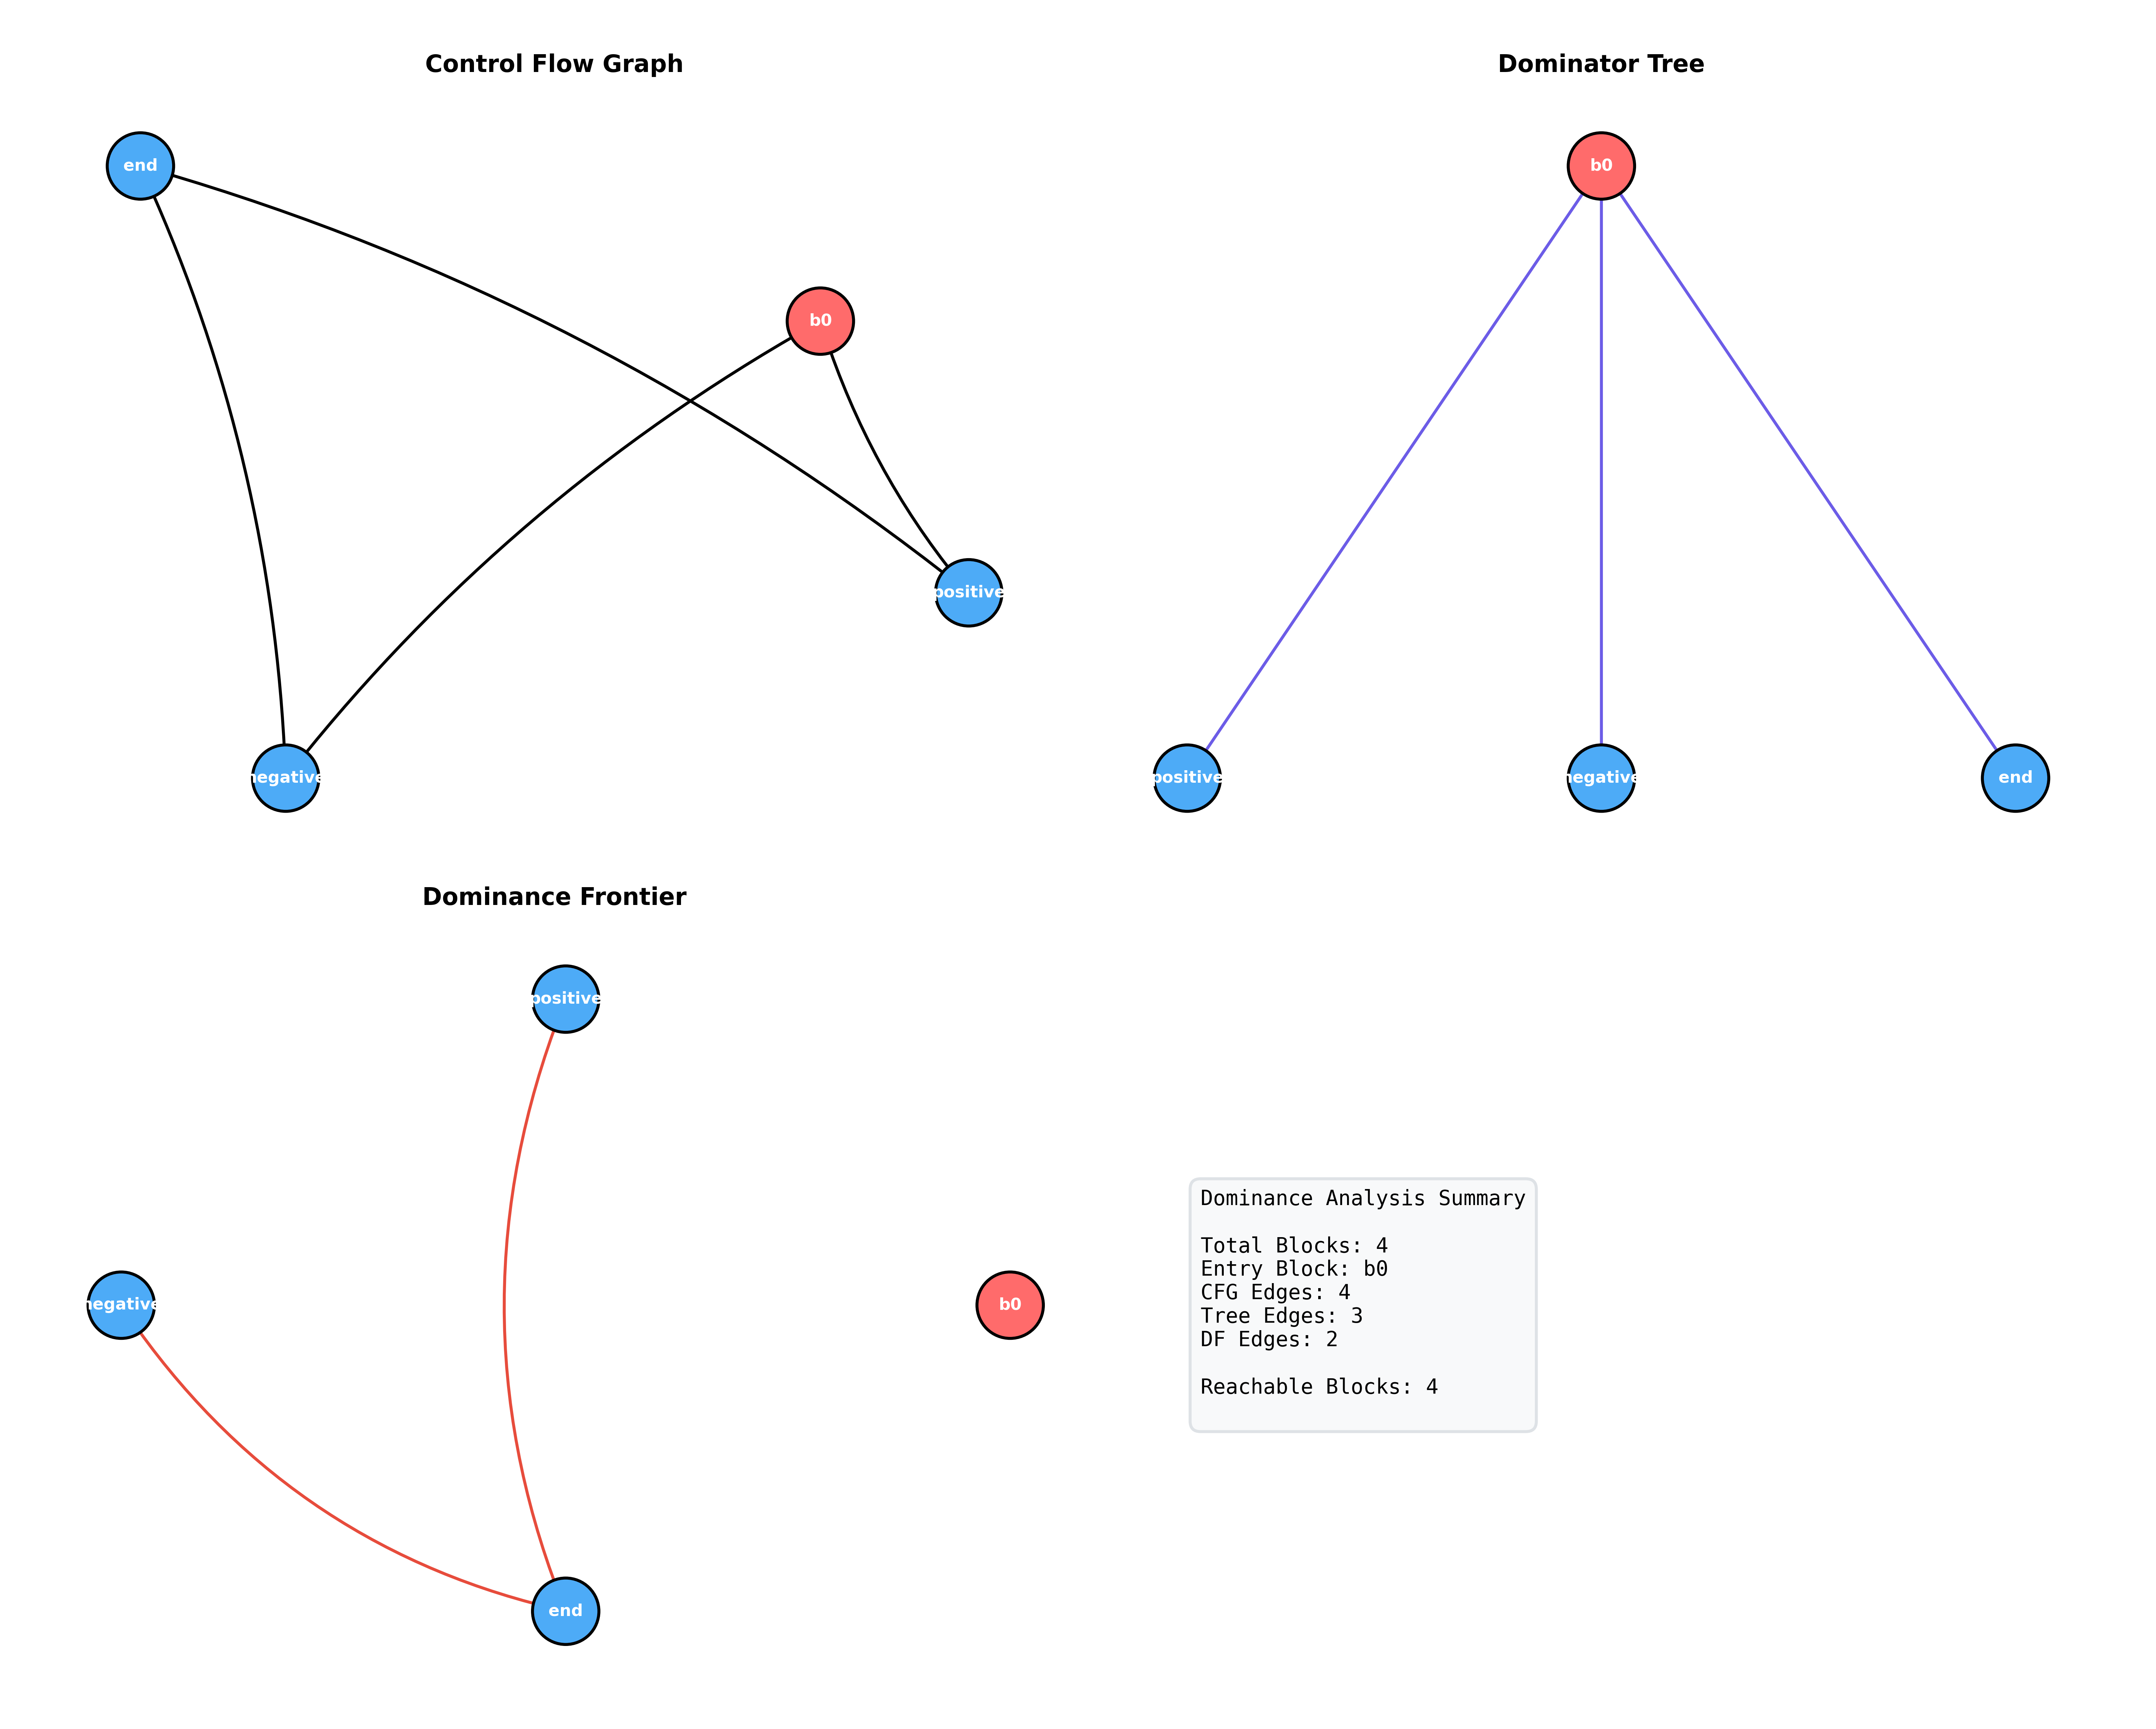 Control Flow Graph
end
b0
positive
negative
Dominator Tree
b0
positive
negative
end
Dominance Frontier
positive
negative
b0
end
Dominance Analysis Summary
Total Blocks: 4
Entry Block: b0
CFG Edges: 4
Tree Edges: 3
DF Edges: 2
Reachable Blocks: 4